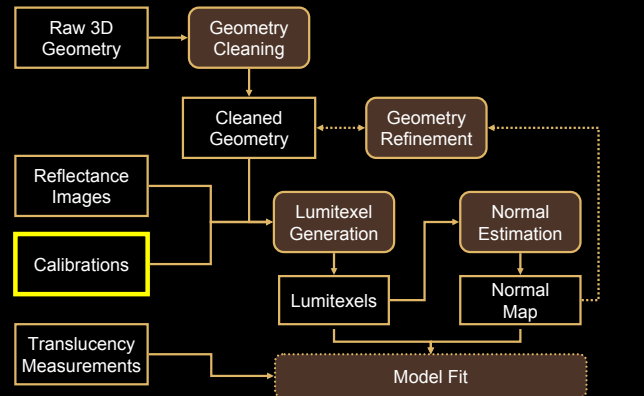 Raw 3D
Geometry
Geometry
Cleaning
Cleaned
Geometry
Geometry
Refinement
Reflectance
Images
Lumitexel
Generation
Normal
Estimation
Calibrations
Lumitexels
Normal
Map
Translucency
Measurements
Model Fit